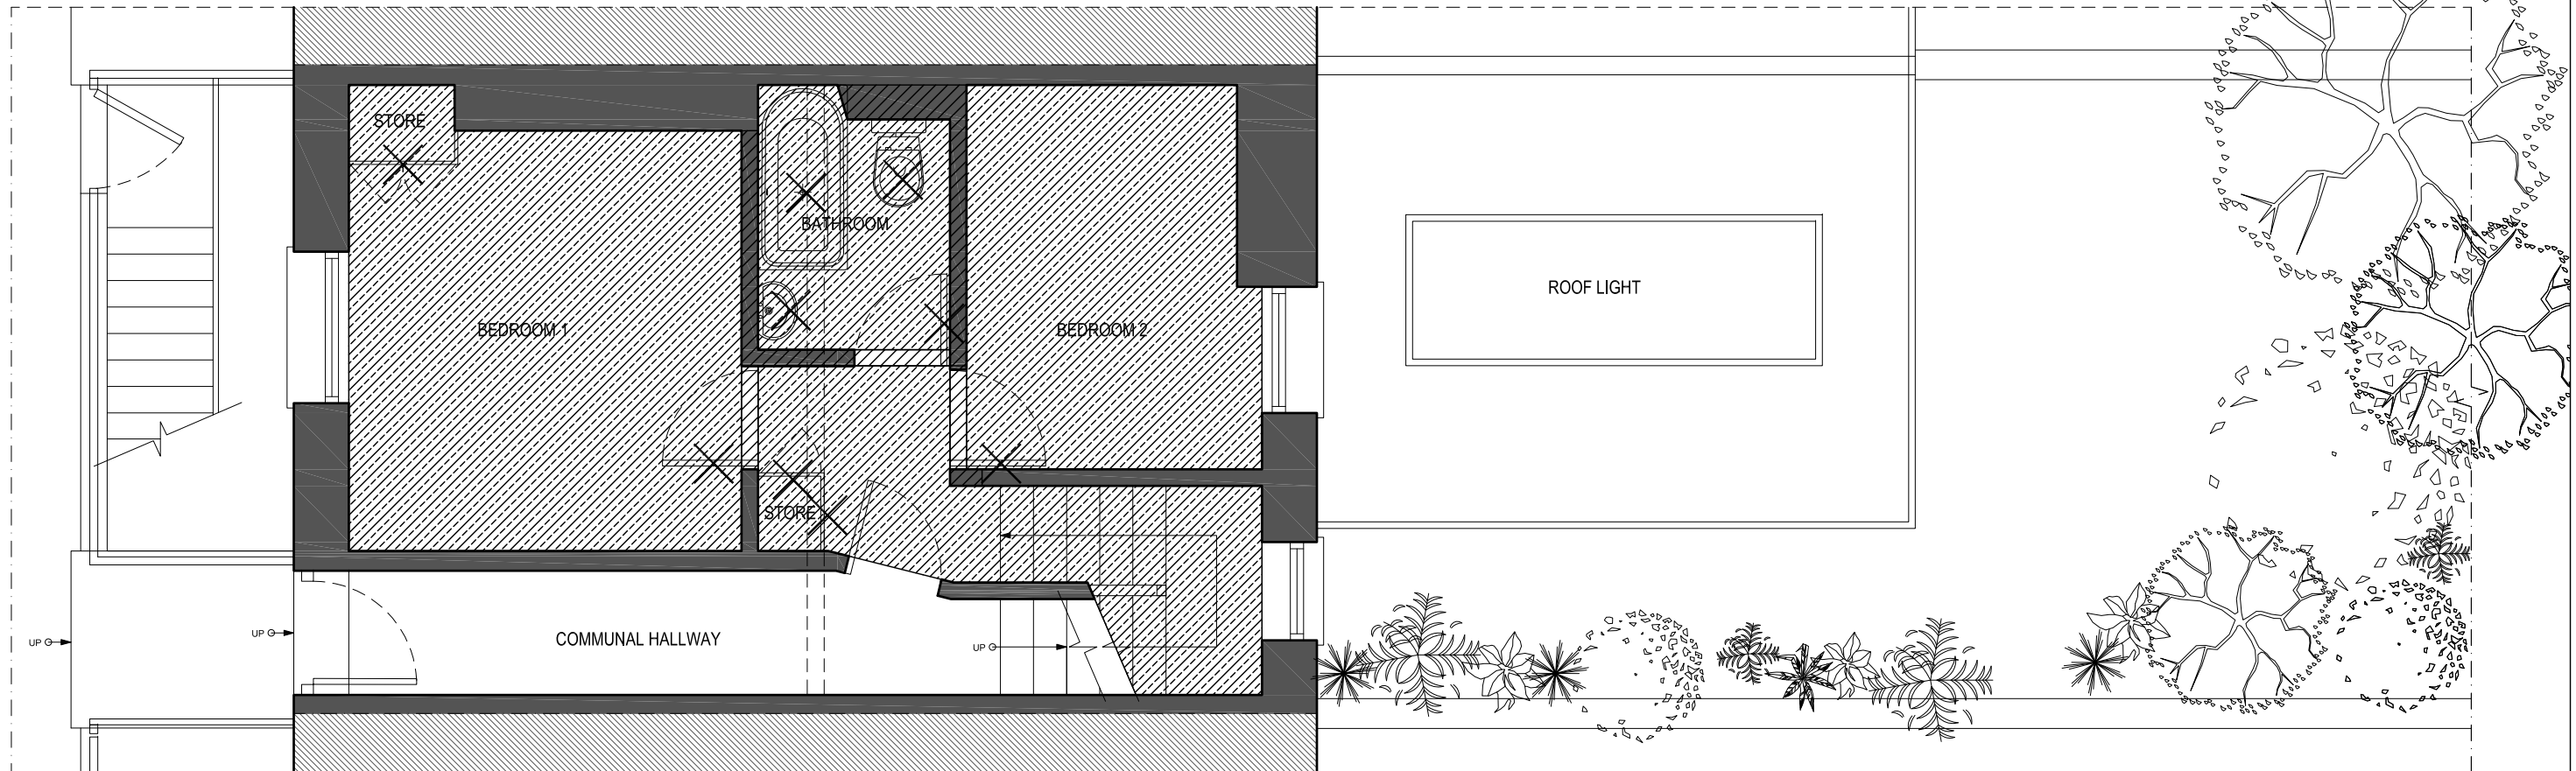 STORE
BATHROOM
ROOF LIGHT
BEDROOM 1
BEDROOM 2
STORE
UP
UP
COMMUNAL HALLWAY
UP